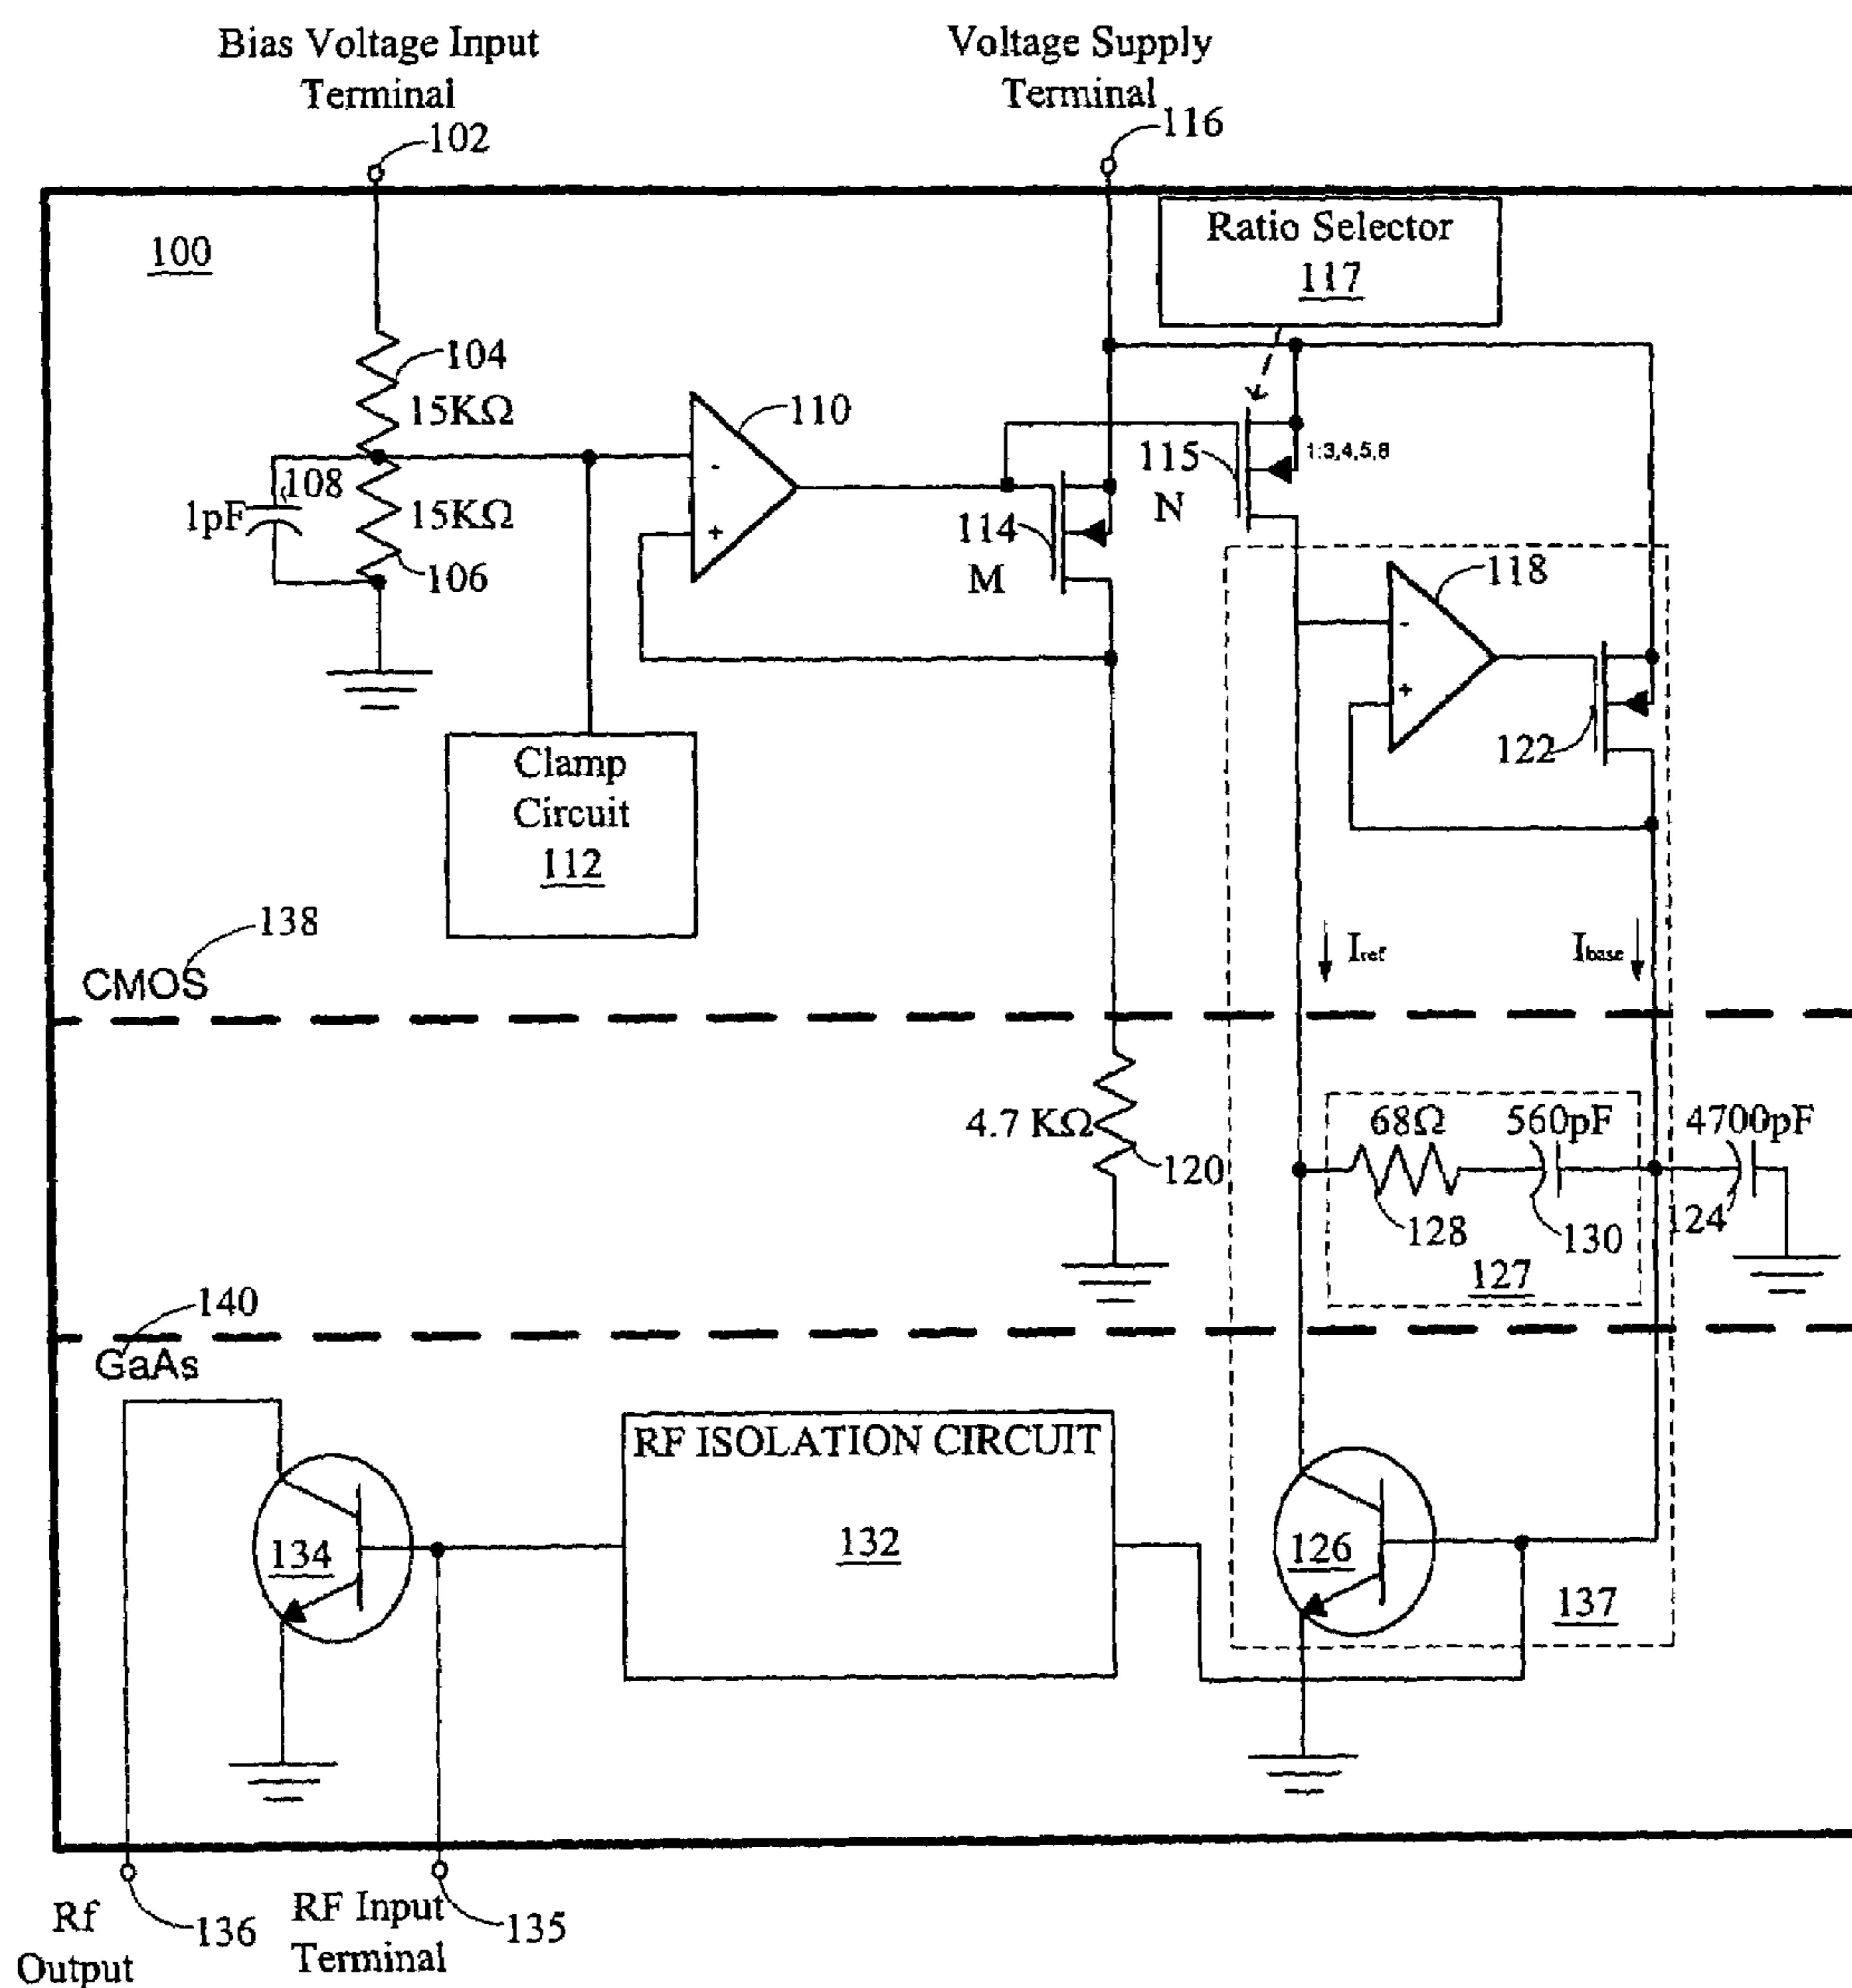 Bias Voltage Input
Terminal
102
Voltage Supply
Terminal
116
100
Ratio Selector
117
104
15KΩ
108
1pF
15KΩ
106
110
-
+
114
M
115
N
1:3,4,5,8
118
-
+
122
Clamp
Circuit
112
138
CMOS
Iref
Ibase
4.7 KΩ
120
68Ω
560pF
4700pF
128
130
124
127
140
GaAs
RF ISOLATION CIRCUIT
132
134
126
137
Rf
Output
136
RF Input
Terminal
135